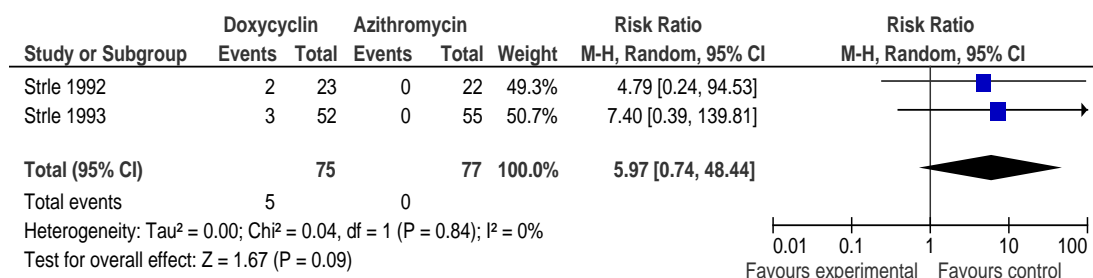 Doxycyclin Azithromycin Risk Ratio Risk Ratio
Study or Subgroup Events Total Events Total Weight M-H, Random, 95% CI M-H, Random, 95% CI
Strle 1992 2 23 0 22 49.3% 4.79 [0.24, 94.53]
Strle 1993 3 52 0 55 50.7% 7.40 [0.39, 139.81]
Total (95% CI) 75 77 100.0% 5.97 [0.74, 48.44]
Total events 5 0
Heterogeneity: Tau² = 0.00; Chi² = 0.04, df = 1 (P = 0.84); I² = 0%
Test for overall effect: Z = 1.67 (P = 0.09)
0.01 0.1 1 10 100
Favours experimental Favours control